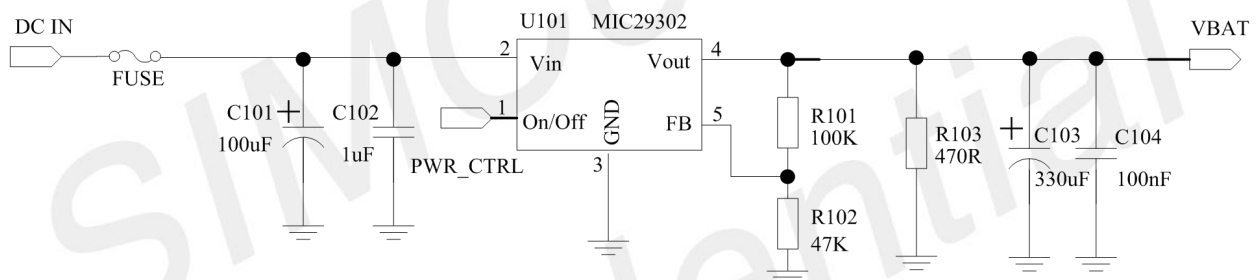 U101 MIC29302
DC IN
VBAT
FUSE
2
Vin
Vout
4
C101
100uF
C102
1uF
1
On/Off
PWR_CTRL
GND
3
FB
5
R101
100K
R102
47K
R103
470R
C103
330uF
C104
100nF